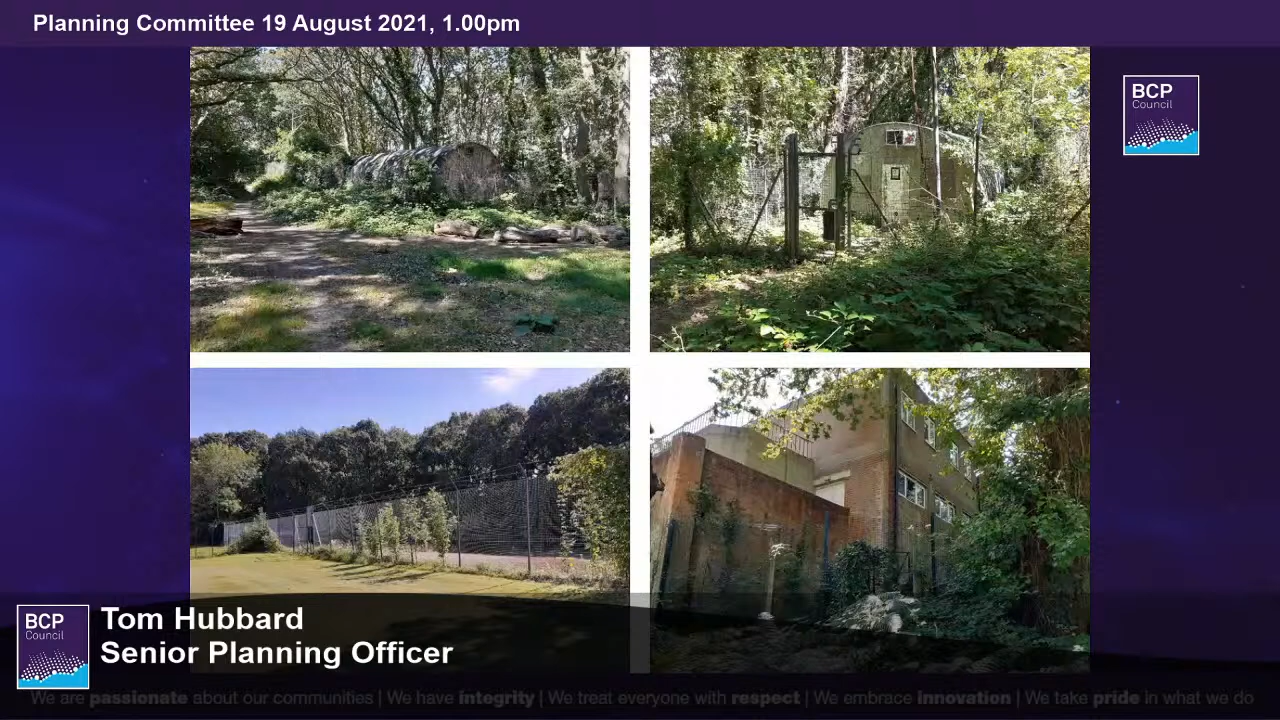 Planning Committee 19 August 2021, 1.00pm
BCP
Council
BCP
Council
Tom Hubbard
Senior Planning Officer
We are passionate about our communities | We have integrity | We treat everyone with respect | We embrace innovation | We take pride in what we do